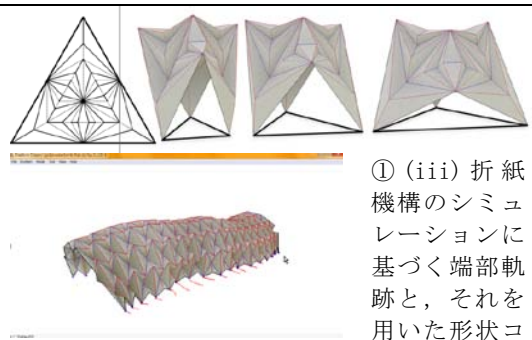 ① (iii) 折 紙
機構のシミュ
レーションに
基づく端部軌
跡と，それを
用いた形状コ